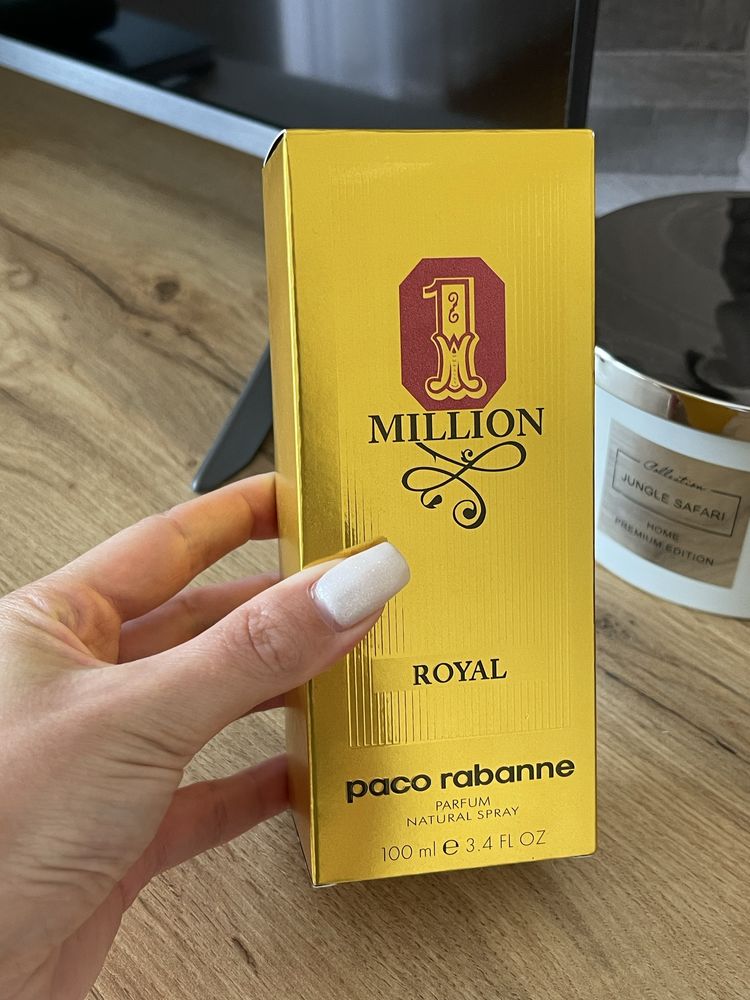 1
MILLION
ROYAL
paco rabanne
PARFUM
NATURAL SPRAY
100 ml e 3.4 FL OZ
Collection
JUNGLE SAFARI
HOME
PREMIUM EDITION